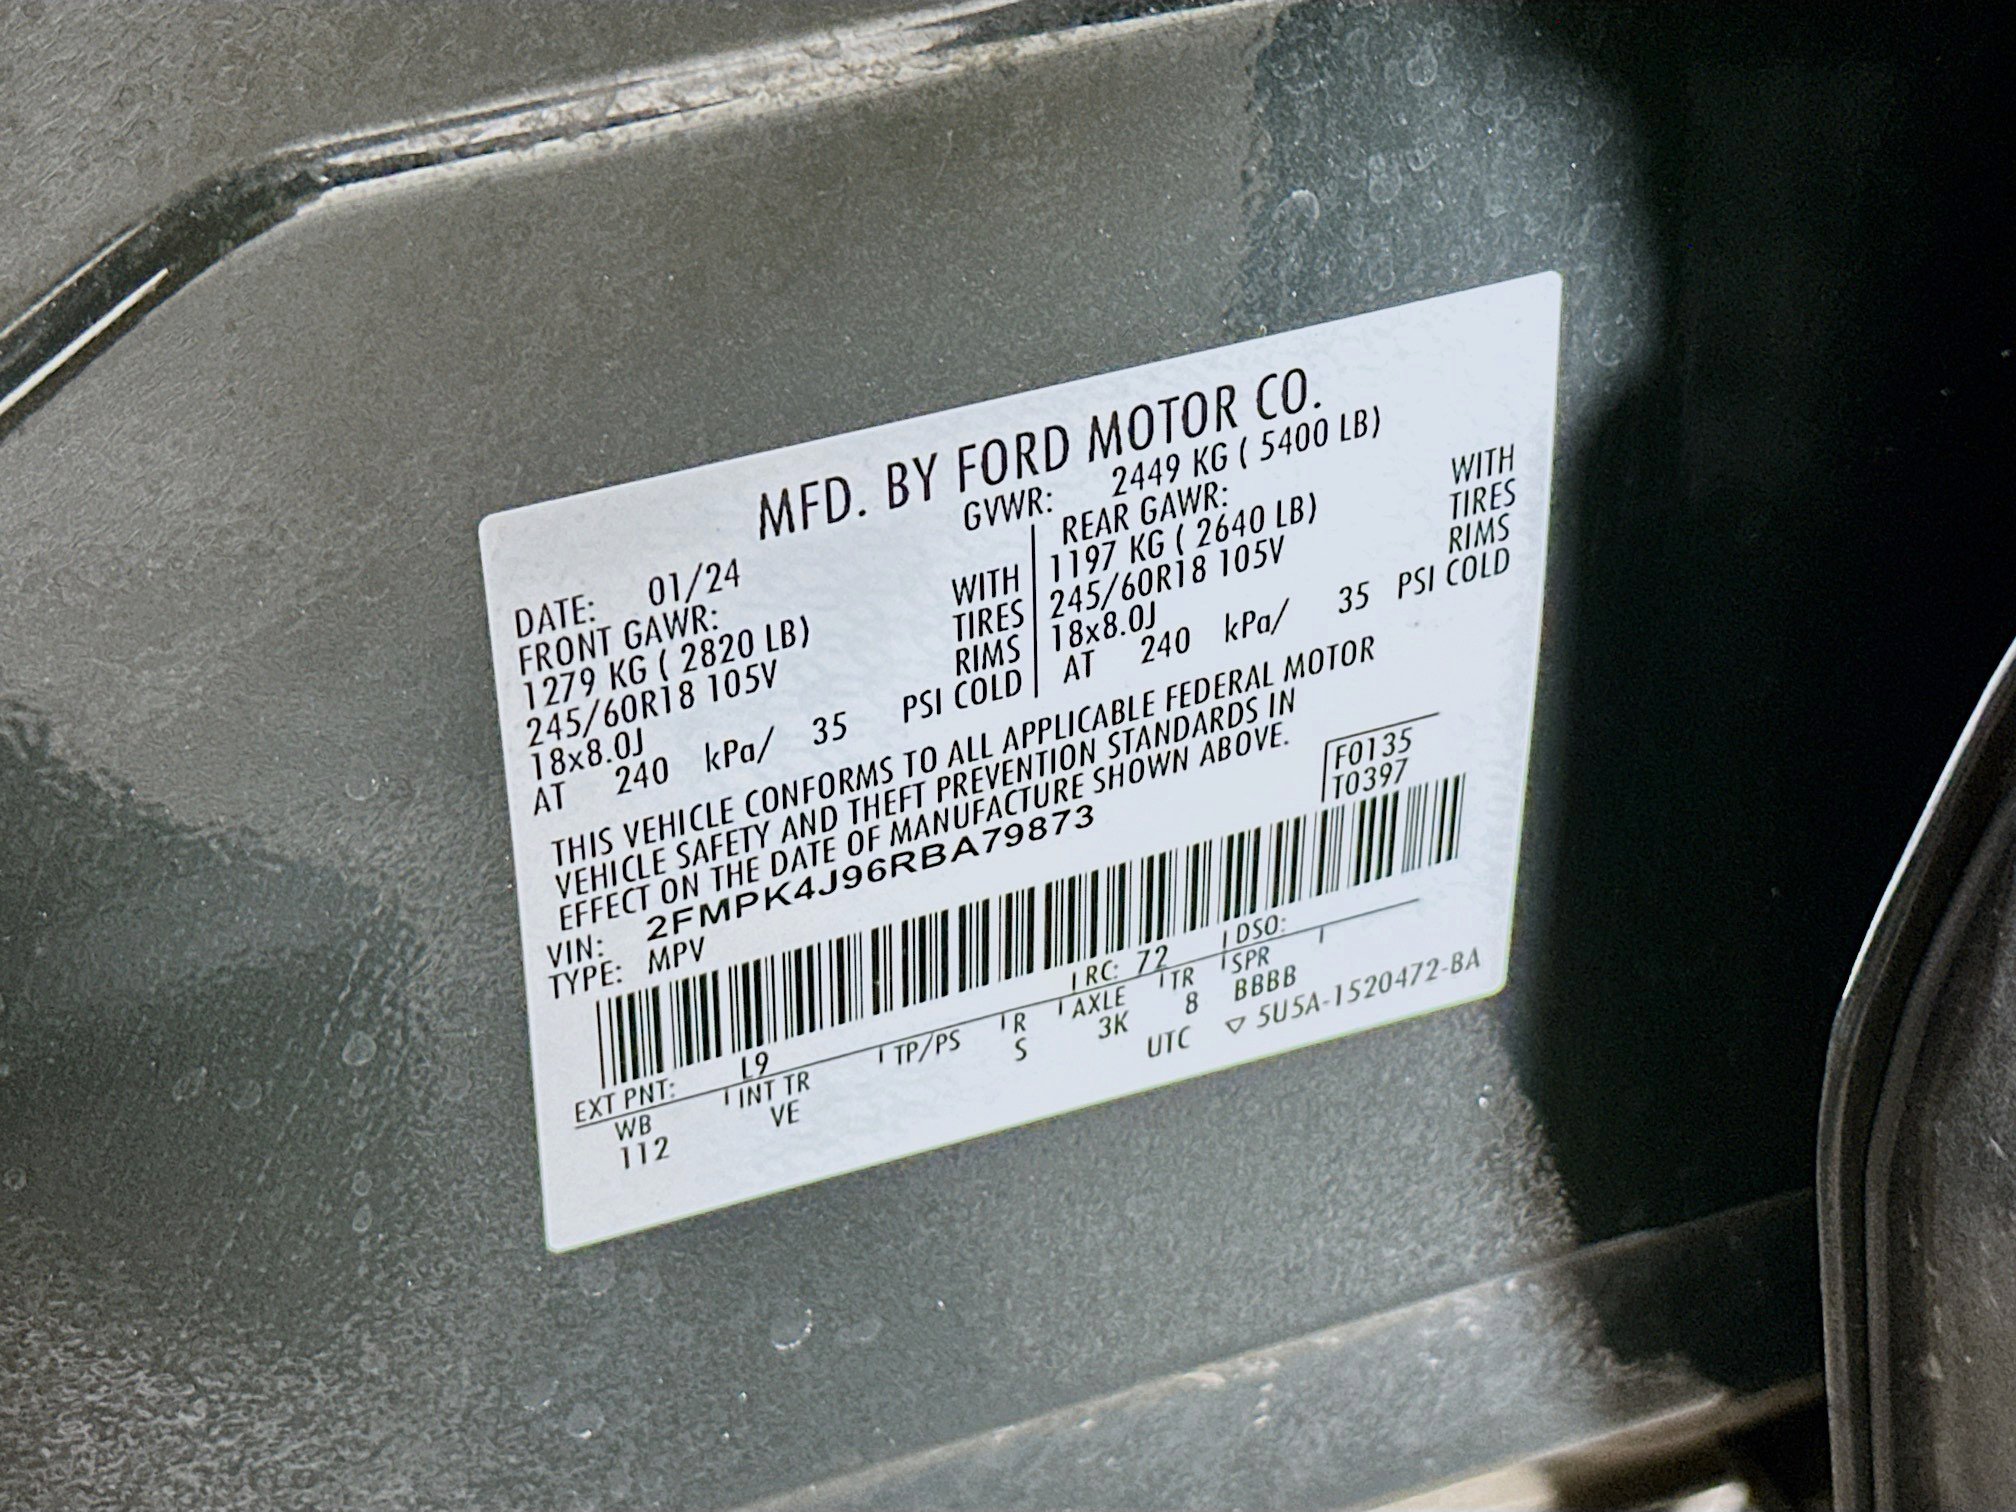 MFD. BY FORD MOTOR CO.
DATE: 01/24 GVWR: 2449 KG ( 5400 LB)
FRONT GAWR: REAR GAWR:
1279 KG ( 2820 LB) WITH 1197 KG ( 2640 LB) WITH
245/60R18 105V TIRES 245/60R18 105V TIRES
18x8.0J RIMS 18x8.0J RIMS
AT 240 kPa/ 35 PSI COLD AT 240 kPa/ 35 PSI COLD
THIS VEHICLE CONFORMS TO ALL APPLICABLE FEDERAL MOTOR
VEHICLE SAFETY AND THEFT PREVENTION STANDARDS IN
EFFECT ON THE DATE OF MANUFACTURE SHOWN ABOVE.
F0135
VIN: 2FMPK4J96RBA79873 T0397
TYPE: MPV
EXT PNT: L9 RC: 72 DSO:
WB INT TR TP/PS R AXLE TR SPR
112 VE S 3K 8 BBBB
UTC ▽ 5U5A-1520472-BA